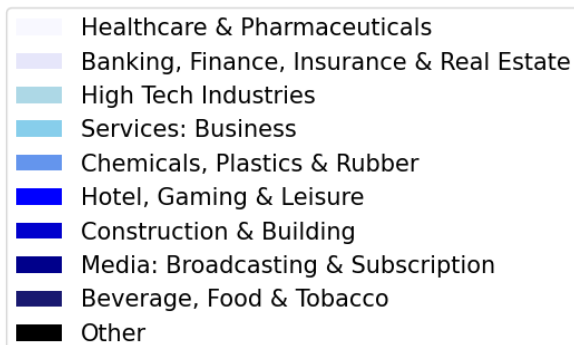 Healthcare & Pharmaceuticals
Banking, Finance, Insurance & Real Estate
High Tech Industries
Services: Business
Chemicals, Plastics & Rubber
Hotel, Gaming & Leisure
Construction & Building
Media: Broadcasting & Subscription
Beverage, Food & Tobacco
Other